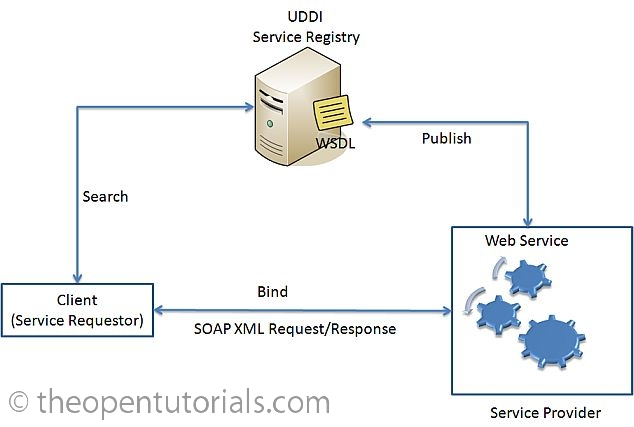 UDDI
Service Registry
WSDL
Publish
Search
Web Service
Client
(Service Requestor)
Bind
SOAP XML Request/Response
Service Provider
© theopentutorials.com